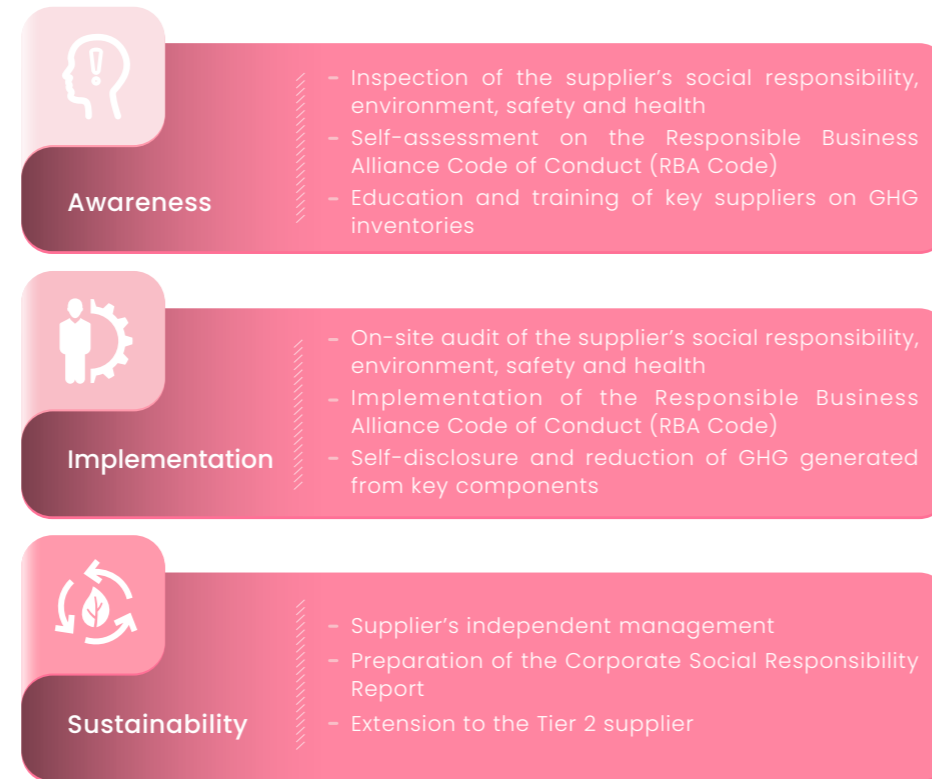 Awareness
- Inspection of the supplier's social responsibility,
environment, safety and health
- Self-assessment on the Responsible Business
Alliance Code of Conduct (RBA Code)
- Education and training of key suppliers on GHG
inventories
Implementation
- On-site audit of the supplier's social responsibility,
environment, safety and health
- Implementation of the Responsible Business
Alliance Code of Conduct (RBA Code)
- Self-disclosure and reduction of GHG generated
from key components
Sustainability
- Supplier's independent management
- Preparation of the Corporate Social Responsibility
Report
- Extension to the Tier 2 supplier